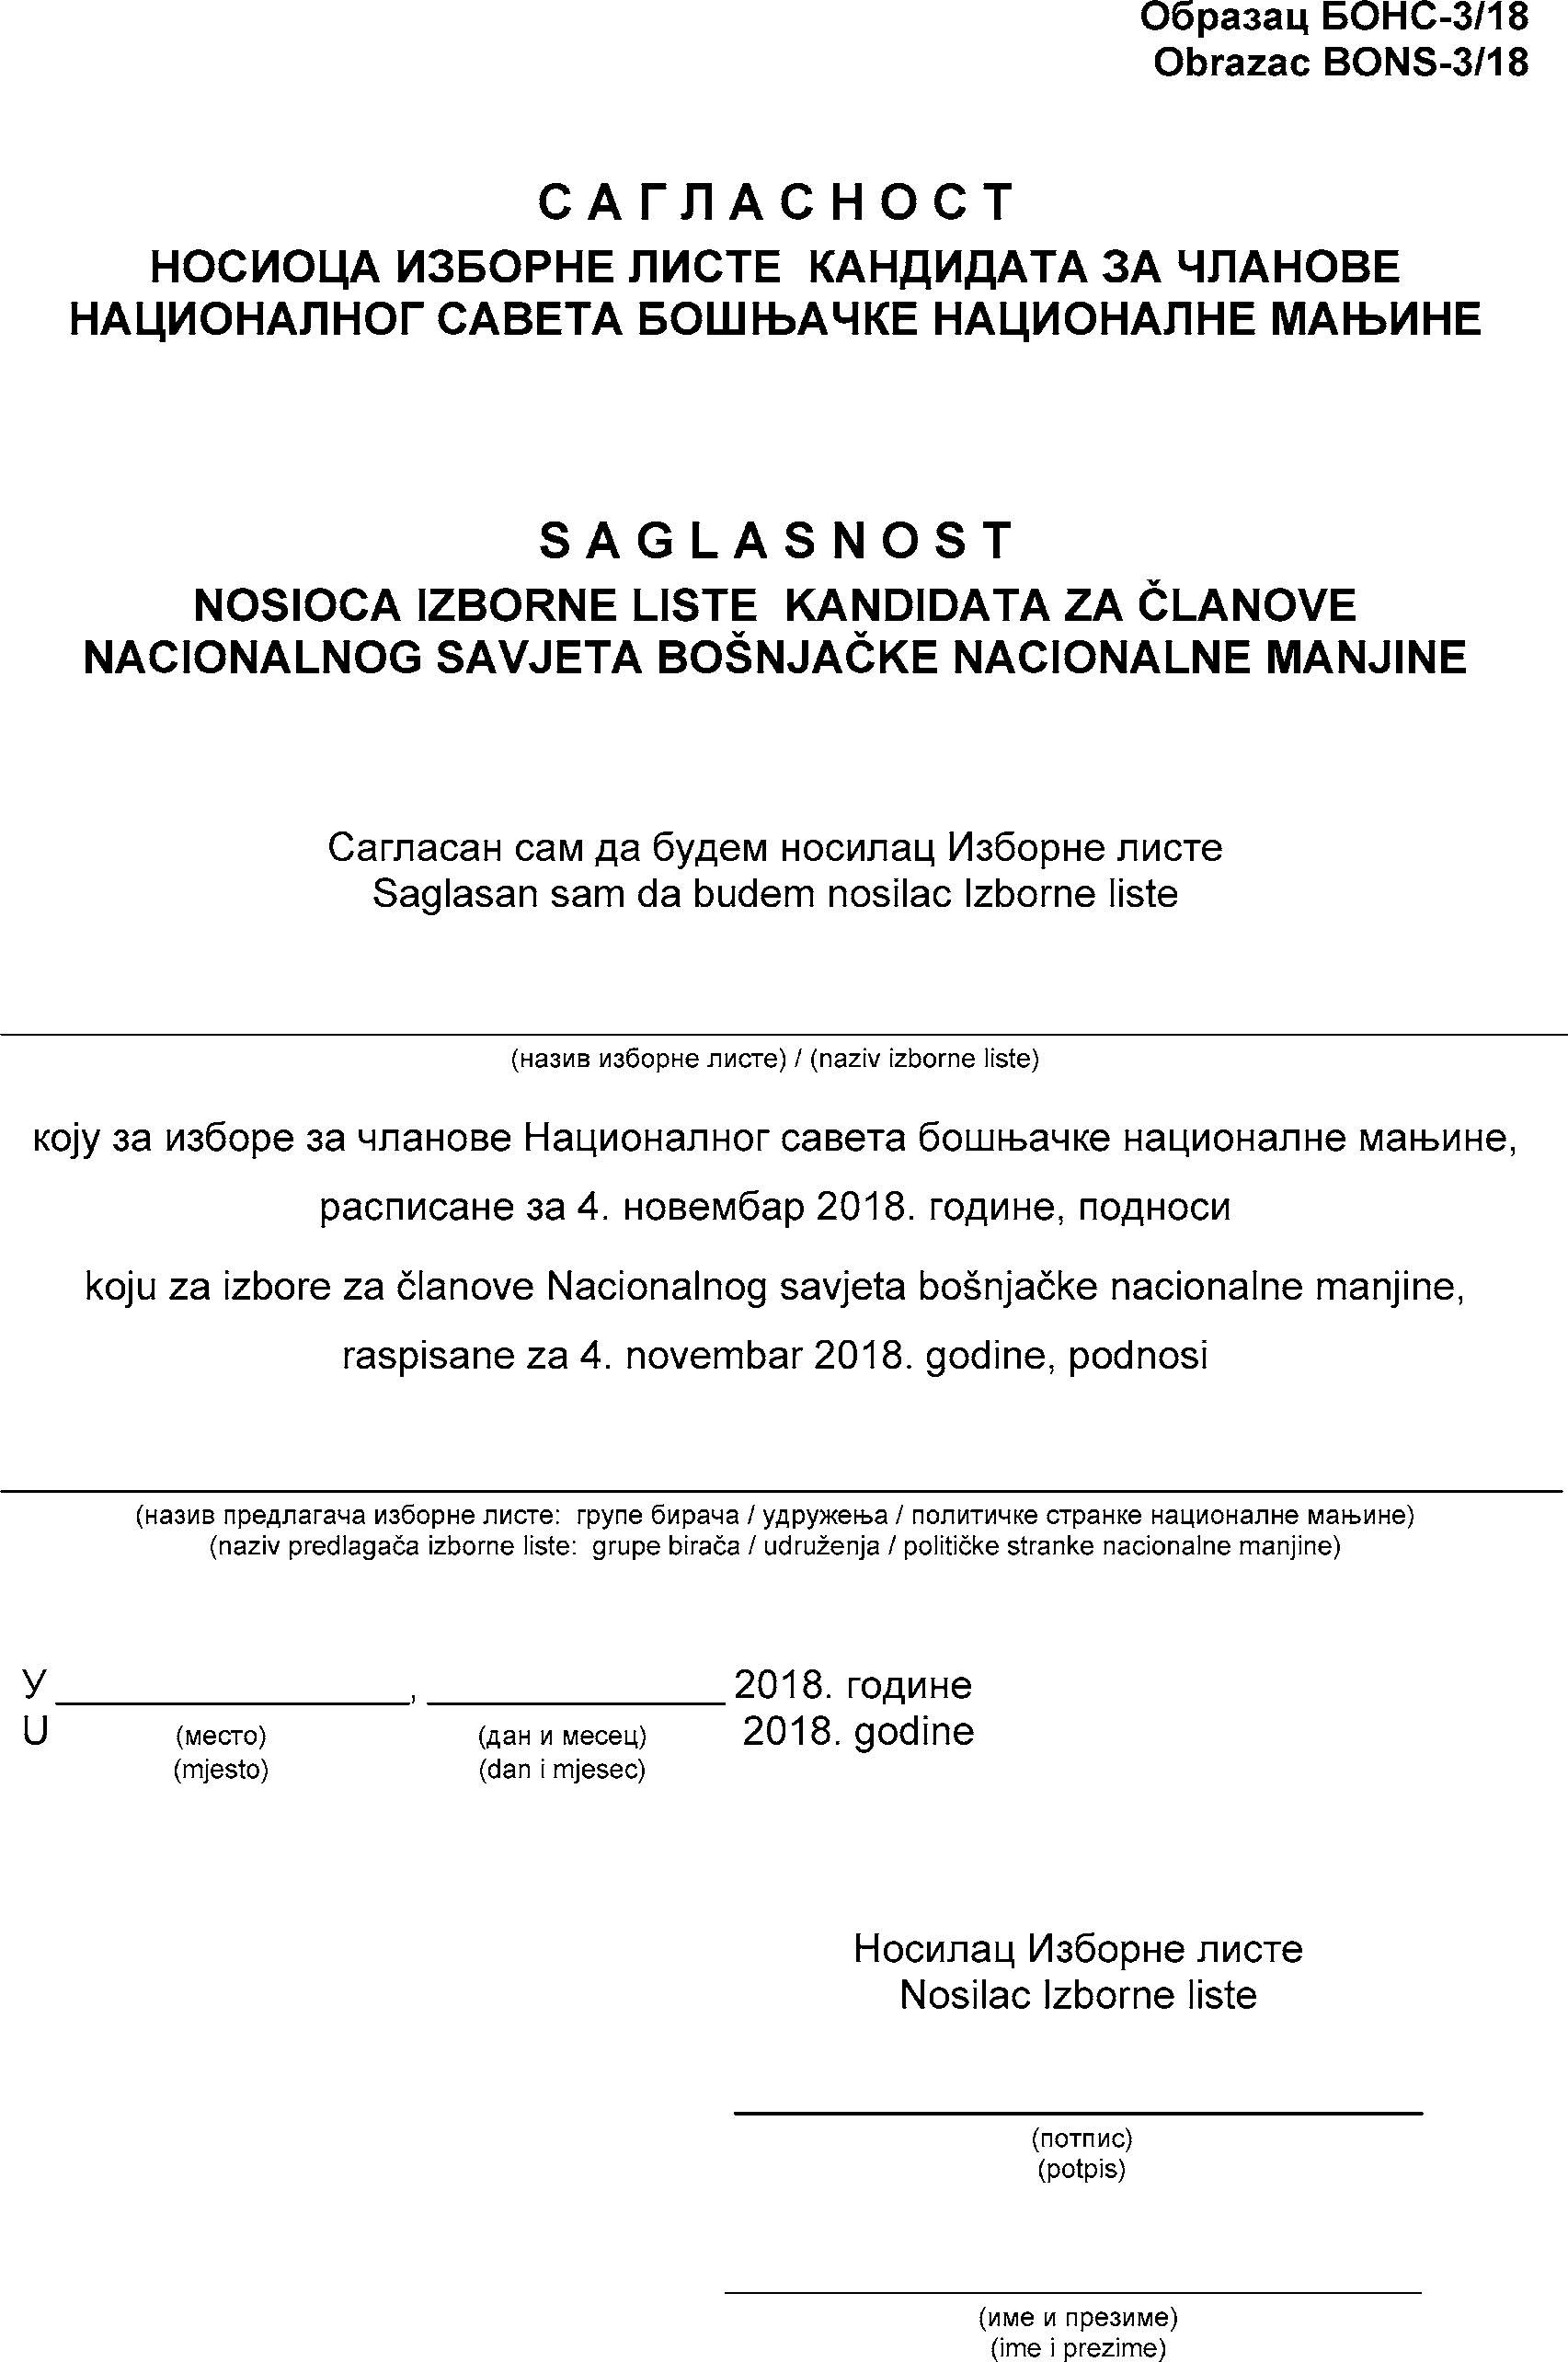 Образац БОНС-3/18
Obrazac BONS-3/18
С А Г Л А С Н О С Т
НОСИОЦА ИЗБОРНЕ ЛИСТЕ КАНДИДАТА ЗА ЧЛАНОВЕ
НАЦИОНАЛНОГ САВЕТА БОШЊАЧКЕ НАЦИОНАЛНЕ МАЊИНЕ
S A G L A S N O S T
NOSIOCA IZBORNE LISTE KANDIDATA ZA ČLANOVE
NACIONALNOG SAVJETA BOŠNJAČKE NACIONALNE MANJINE
Сагласан сам да будем носилац Изборне листе
Saglasan sam da budem nosilac Izborne liste
(назив изборне листе) / (naziv izborne liste)
коју за изборе за чланове Националног савета бошњачке националне мањине,
расписане за 4. новембар 2018. године, подноси
koju za izbore za članove Nacionalnog savjeta bošnjačke nacionalne manjine,
raspisane za 4. novembar 2018. godine, podnosi
(назив предлагача изборне листе: групе бирача / удружења / политичке странке националне мањине)
(naziv predlagača izborne liste: grupe birača / udruženja / političke stranke nacionalne manjine)
У _________________, ______________ 2018. године
U (место) (дан и месец) 2018. godine
(mjesto) (dan i mjesec)
Носилац Изборне листе
Nosilac Izborne liste
(потпис)
(potpis)
(име и презиме)
(ime i prezime)